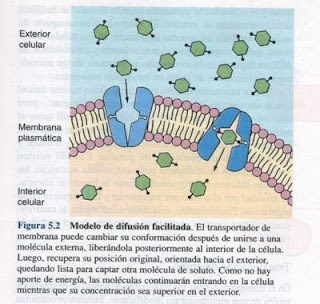 Exterior
celular
Membrana
plasmática
Interior
celular
Figura 5.2 Modelo de difusión facilitada. El transportador de
membrana puede cambiar su conformación después de unirse a una
molécula externa, liberándola posteriormente al interior de la célula.
Luego, recupera su posición original, orientada hacia el exterior,
quedando lista para captar otra molécula de soluto. Como no hay
aporte de energía, las moléculas continuarán entrando en la célula
mientras que su concentración sea superior en el exterior.